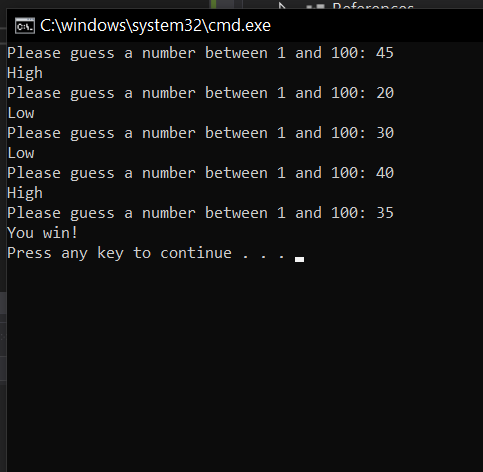 References
C:\windows\system32\cmd.exe
Please guess a number between 1 and 100: 45
High
Please guess a number between 1 and 100: 20
Low
Please guess a number between 1 and 100: 30
Low
Please guess a number between 1 and 100: 40
High
Please guess a number between 1 and 100: 35
You win!
Press any key to continue . . .